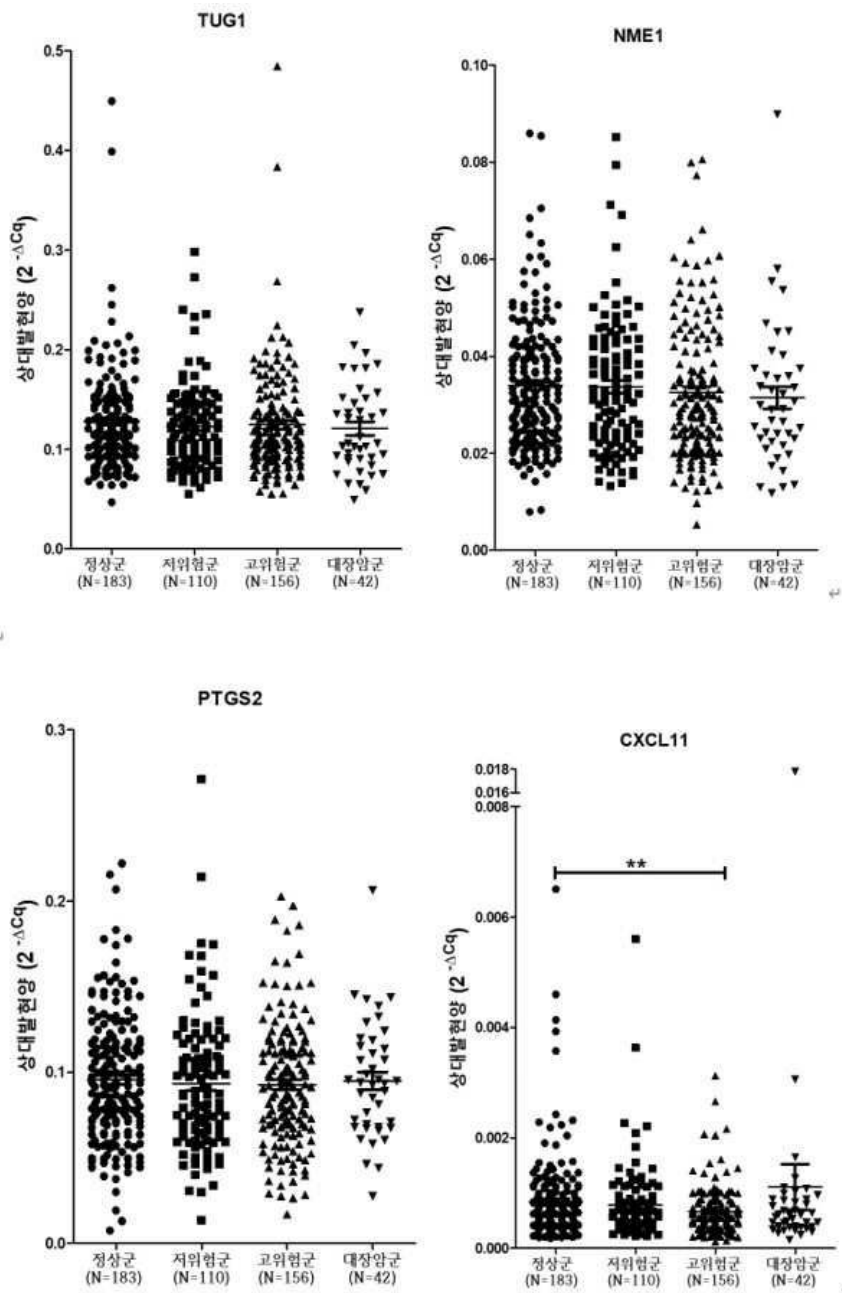 TUG1
상대발현양 (2 -ΔCq)
0.5
0.4
0.3
0.2
0.1
0.0
정상군 저위험군 고위험군 대장암군
(N=183) (N=110) (N=156) (N=42)
NME1
상대발현양 (2 -ΔCq)
0.10
0.08
0.06
0.04
0.02
0.00
정상군 저위험군 고위험군 대장암군
(N=183) (N=110) (N=156) (N=42)
PTGS2
상대발현양 (2 -ΔCq)
0.3
0.2
0.1
0.0
정상군 저위험군 고위험군 대장암군
(N=183) (N=110) (N=156) (N=42)
CXCL11
상대발현양 (2 -ΔCq)
0.018
0.016
0.008
0.006
0.004
0.002
0.000
**
정상군 저위험군 고위험군 대장암군
(N=183) (N=110) (N=156) (N=42)